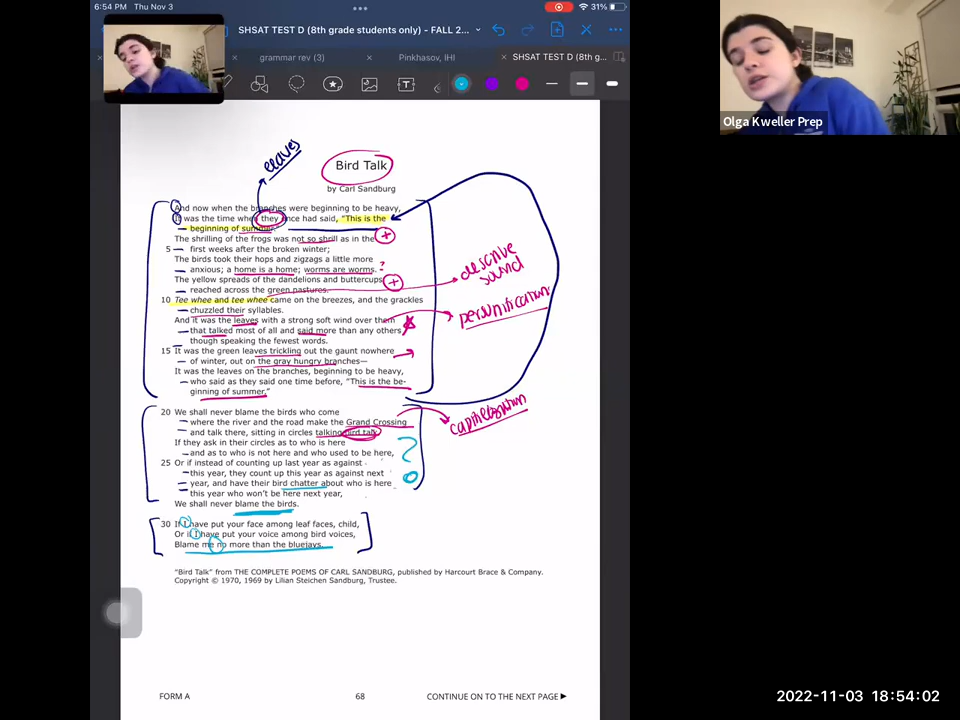 6:54 PM Thu Nov 3
31%
SHSAT TEST D (8th grade students only) – FALL 2...
grammar rev (3)
Pinkhasov, IHI
SHSAT TEST D (8th g...
Olga Kweller Prep
leaves
Bird Talk
by Carl Sandburg
And now when the branches were beginning to be heavy,
It was the time when they once had said, "This is the
beginning of summer."
The shrilling of the frogs was not so shrill as in the
5 first weeks after the broken winter;
The birds took their hops and zigzags a little more
anxious; a home is a home; worms are worms. ?
The yellow spreads of the dandelions and buttercups
reached across the green pastures.
describe sound
10 Tee whee and tee whee came on the breezes, and the grackles
chuzzled their syllables.
And it was the leaves with a strong soft wind over them
that talked most of all and said more than any others
though speaking the fewest words.
personification
15 It was the green leaves trickling out the gaunt nowhere
of winter, out on the gray hungry branches—
It was the leaves on the branches, beginning to be heavy,
who said as they said one time before, "This is the be-
ginning of summer."
20 We shall never blame the birds who come
where the river and the road make the Grand Crossing
and talk there, sitting in circles talking bird talk.
capitalization
If they ask in their circles as to who is here
and as to who is not here and who used to be here,
25 Or if instead of counting up last year as against
this year, they count up this year as against next
year, and have their bird chatter about who is here
this year who won't be here next year,
We shall never blame the birds.
30 If I have put your face among leaf faces, child,
Or if I have put your voice among bird voices,
Blame me no more than the bluejays.
"Bird Talk" from THE COMPLETE POEMS OF CARL SANDBURG, published by Harcourt Brace & Company.
Copyright © 1970, 1969 by Lilian Steichen Sandburg, Trustee.
FORM A
68
CONTINUE ON TO THE NEXT PAGE ▶
2022-11-03 18:54:02